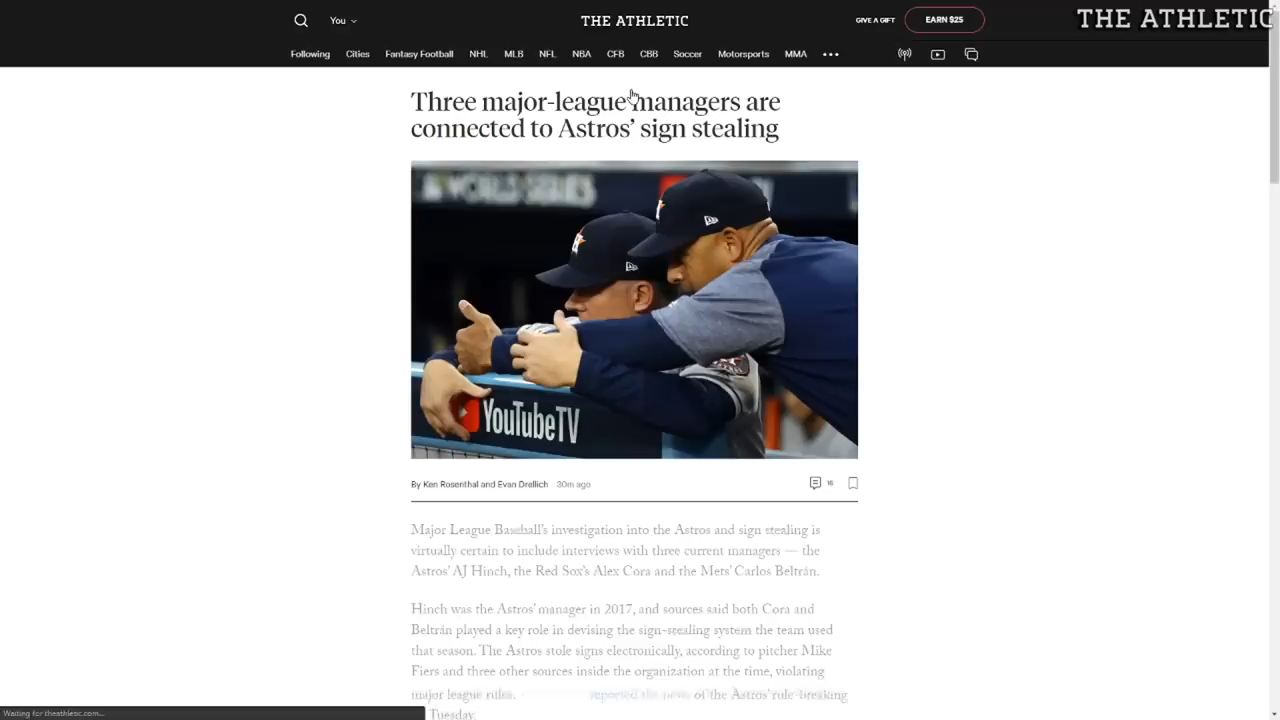 You
THE ATHLETIC
GIVE A GIFT
EARN $25
THE ATHLETIC
Following
Cities
Fantasy Football
NHL
MLB
NFL
NBA
CFB
CBB
Soccer
Motorsports
MMA
Three major-league managers are
connected to Astros’ sign stealing
WORLD SERIES
YouTubeTV
By Ken Rosenthal and Evan Drellich 30m ago
16
Major League Baseball’s investigation into the Astros and sign stealing is
virtually certain to include interviews with three current managers — the
Astros’ AJ Hinch, the Red Sox’s Alex Cora and the Mets’ Carlos Beltrán.
Hinch was the Astros’ manager in 2017, and sources said both Cora and
Beltrán played a key role in devising the sign-stealing system the team used
that season. The Astros stole signs electronically, according to pitcher Mike
Fiers and three other sources inside the organization at the time, violating
major league rules. reported the news of the Astros’ rule-breaking
Tuesday.
Waiting for theathletic.com...